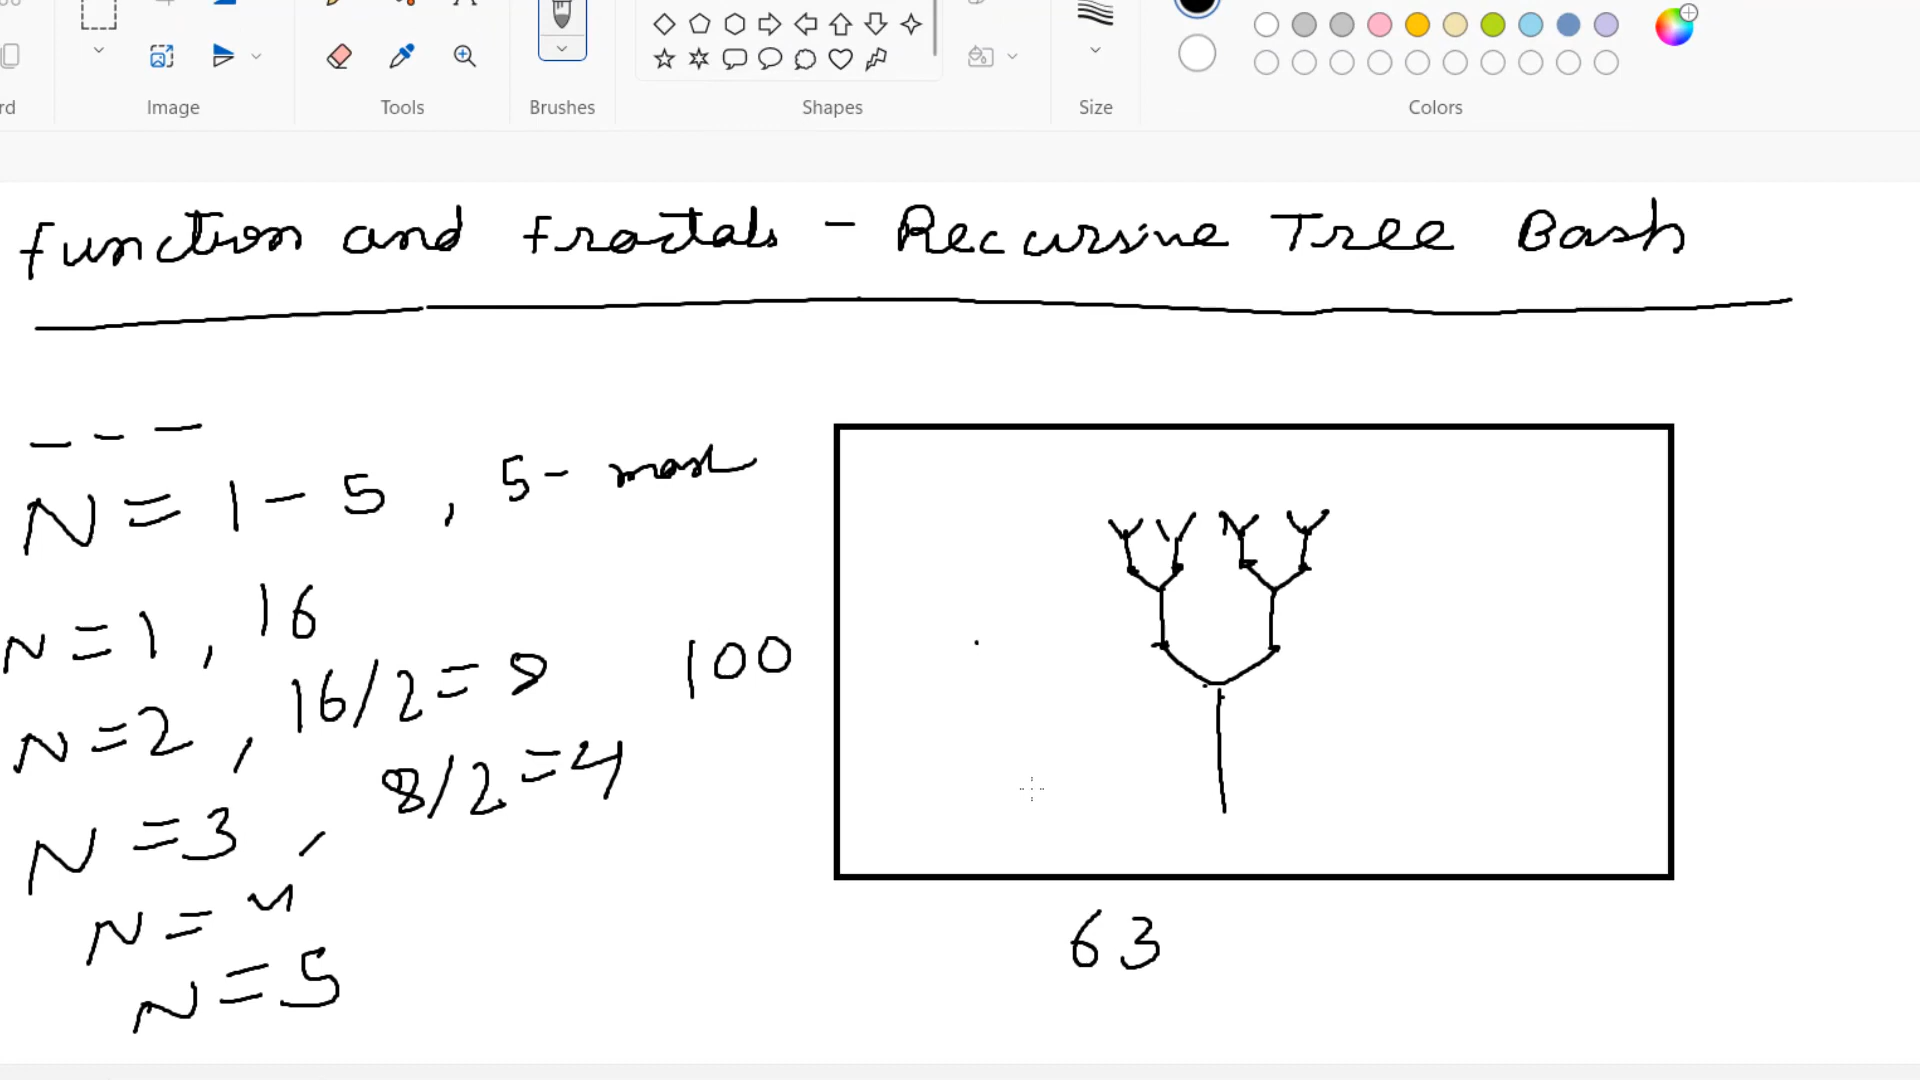 rd Image Tools Brushes Shapes Size Colors
function and fractals - Recursive Tree Bash
---
N = 1 - 5 , 5 - max
N = 1 , 16
N = 2 , 16/2 = 8
100
N = 3 , 8/2 = 4
N = 4
N = 5
63